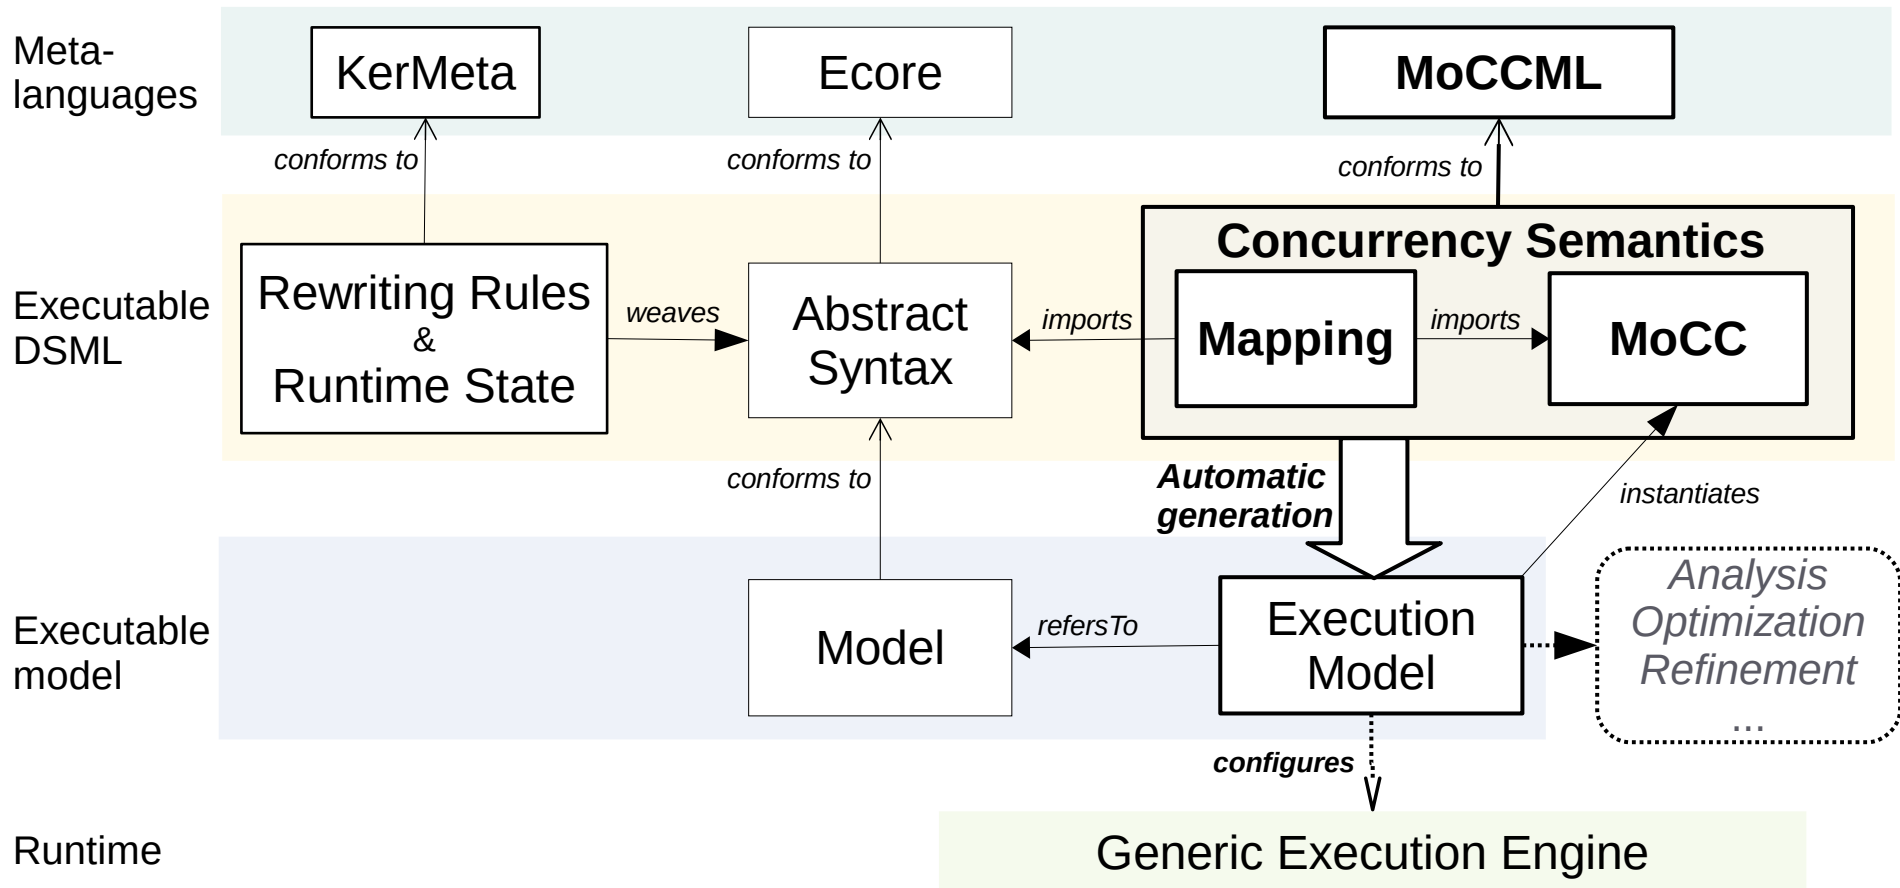 Meta-
languages
KerMeta
Ecore
MoCCML
conforms to
conforms to
conforms to
Executable
DSML
Rewriting Rules
&
Runtime State
weaves
Abstract
Syntax
imports
Concurrency Semantics
Mapping
imports
MoCC
conforms to
Automatic
generation
instantiates
Executable
model
Model
refersTo
Execution
Model
Analysis
Optimization
Refinement
...
configures
Runtime
Generic Execution Engine